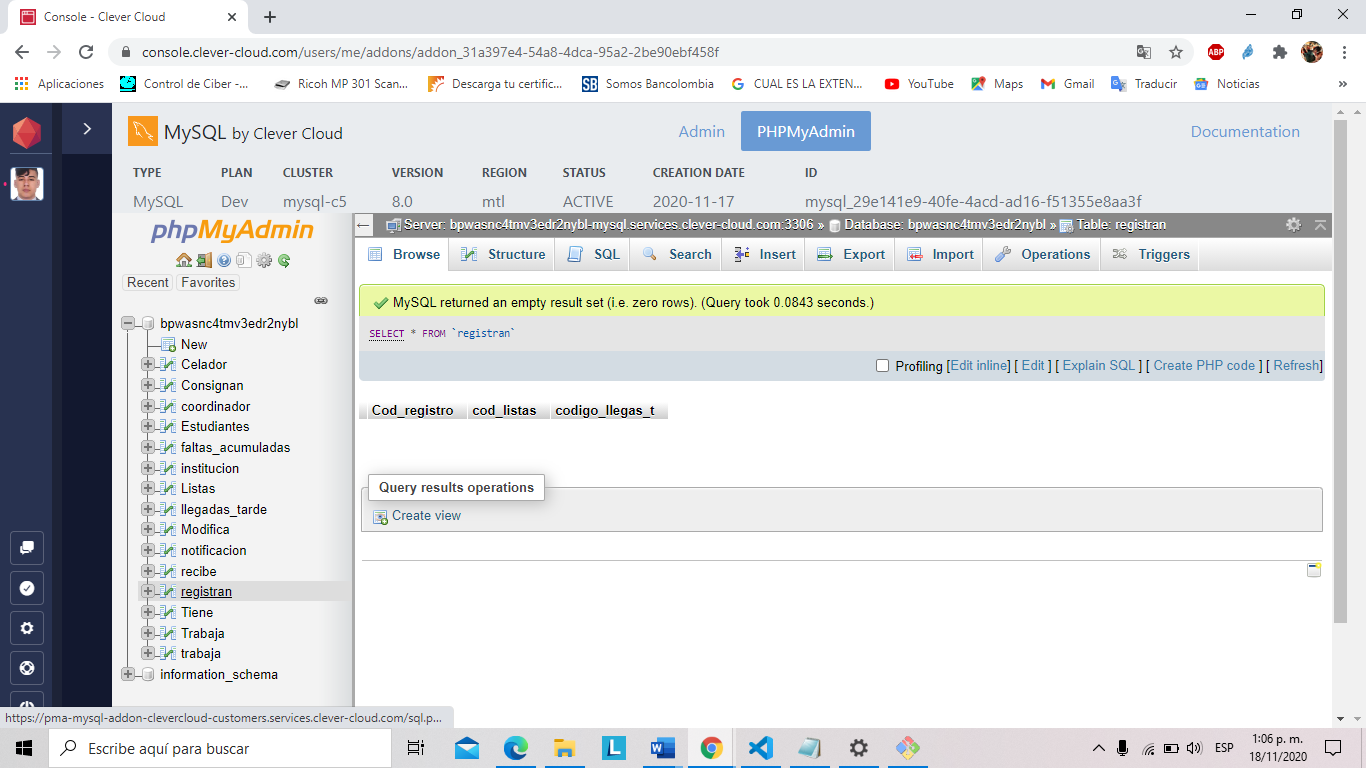 Console - Clever Cloud
console.clever-cloud.com/users/me/addons/addon_31a397e4-54a8-4dca-95a2-2be90ebf458f
ABP
Aplicaciones Control de Ciber -... Ricoh MP 301 Scan... Descarga tu certific... Somos Bancolombia CUAL ES LA EXTEN... YouTube Maps Gmail Traducir Noticias »
MySQL by Clever Cloud Admin PHPMyAdmin Documentation
TYPE PLAN CLUSTER VERSION REGION STATUS CREATION DATE ID
MySQL Dev mysql-c5 8.0 mtl ACTIVE 2020-11-17 mysql_29e141e9-40fe-4acd-ad16-f51355e8aa3f
phpMyAdmin
Recent Favorites
bpwasnc4tmv3edr2nybl
New
Celador
Consignan
coordinador
Estudiantes
faltas_acumuladas
institucion
Listas
llegadas_tarde
Modifica
notificacion
recibe
registran
Tiene
Trabaja
trabaja
information_schema
Server: bpwasnc4tmv3edr2nybl-mysql.services.clever-cloud.com:3306 » Database: bpwasnc4tmv3edr2nybl » Table: registran
Browse Structure SQL Search Insert Export Import Operations Triggers
MySQL returned an empty result set (i.e. zero rows). (Query took 0.0843 seconds.)
SELECT * FROM `registran`
Profiling [Edit inline] [ Edit ] [ Explain SQL ] [ Create PHP code ] [ Refresh]
Cod_registro cod_listas codigo_llegas_t
Query results operations
Create view
https://pma-mysql-addon-clevercloud-customers.services.clever-cloud.com/sql.p...
Escribe aquí para buscar
ESP
1:06 p. m.
18/11/2020